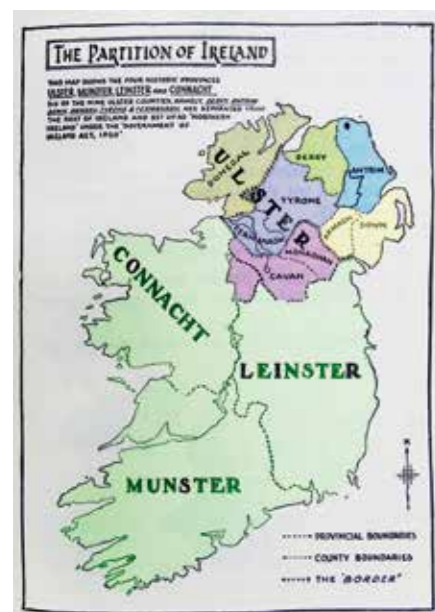 THE PARTITION OF IRELAND
THIS MAP SHOWS THE FOUR HISTORIC PROVINCES
ULSTER MUNSTER LEINSTER AND CONNACHT
SIX OF THE NINE ULSTER COUNTIES, NAMELY, DERRY, ANTRIM
DOWN, ARMAGH, TYRONE & FERMANAGH, ARE SEPARATED FROM
THE REST OF IRELAND AND SET UP AS "NORTHERN
IRELAND" UNDER THE "GOVERNMENT OF
IRELAND ACT, 1920"
ULSTER
DONEGAL
DERRY
ANTRIM
TYRONE
FERMANAGH
ARMAGH
DOWN
MONAGHAN
CAVAN
CONNACHT
LEINSTER
MUNSTER
N
PROVINCIAL BOUNDARIES
COUNTY BOUNDARIES
THE "BORDER"